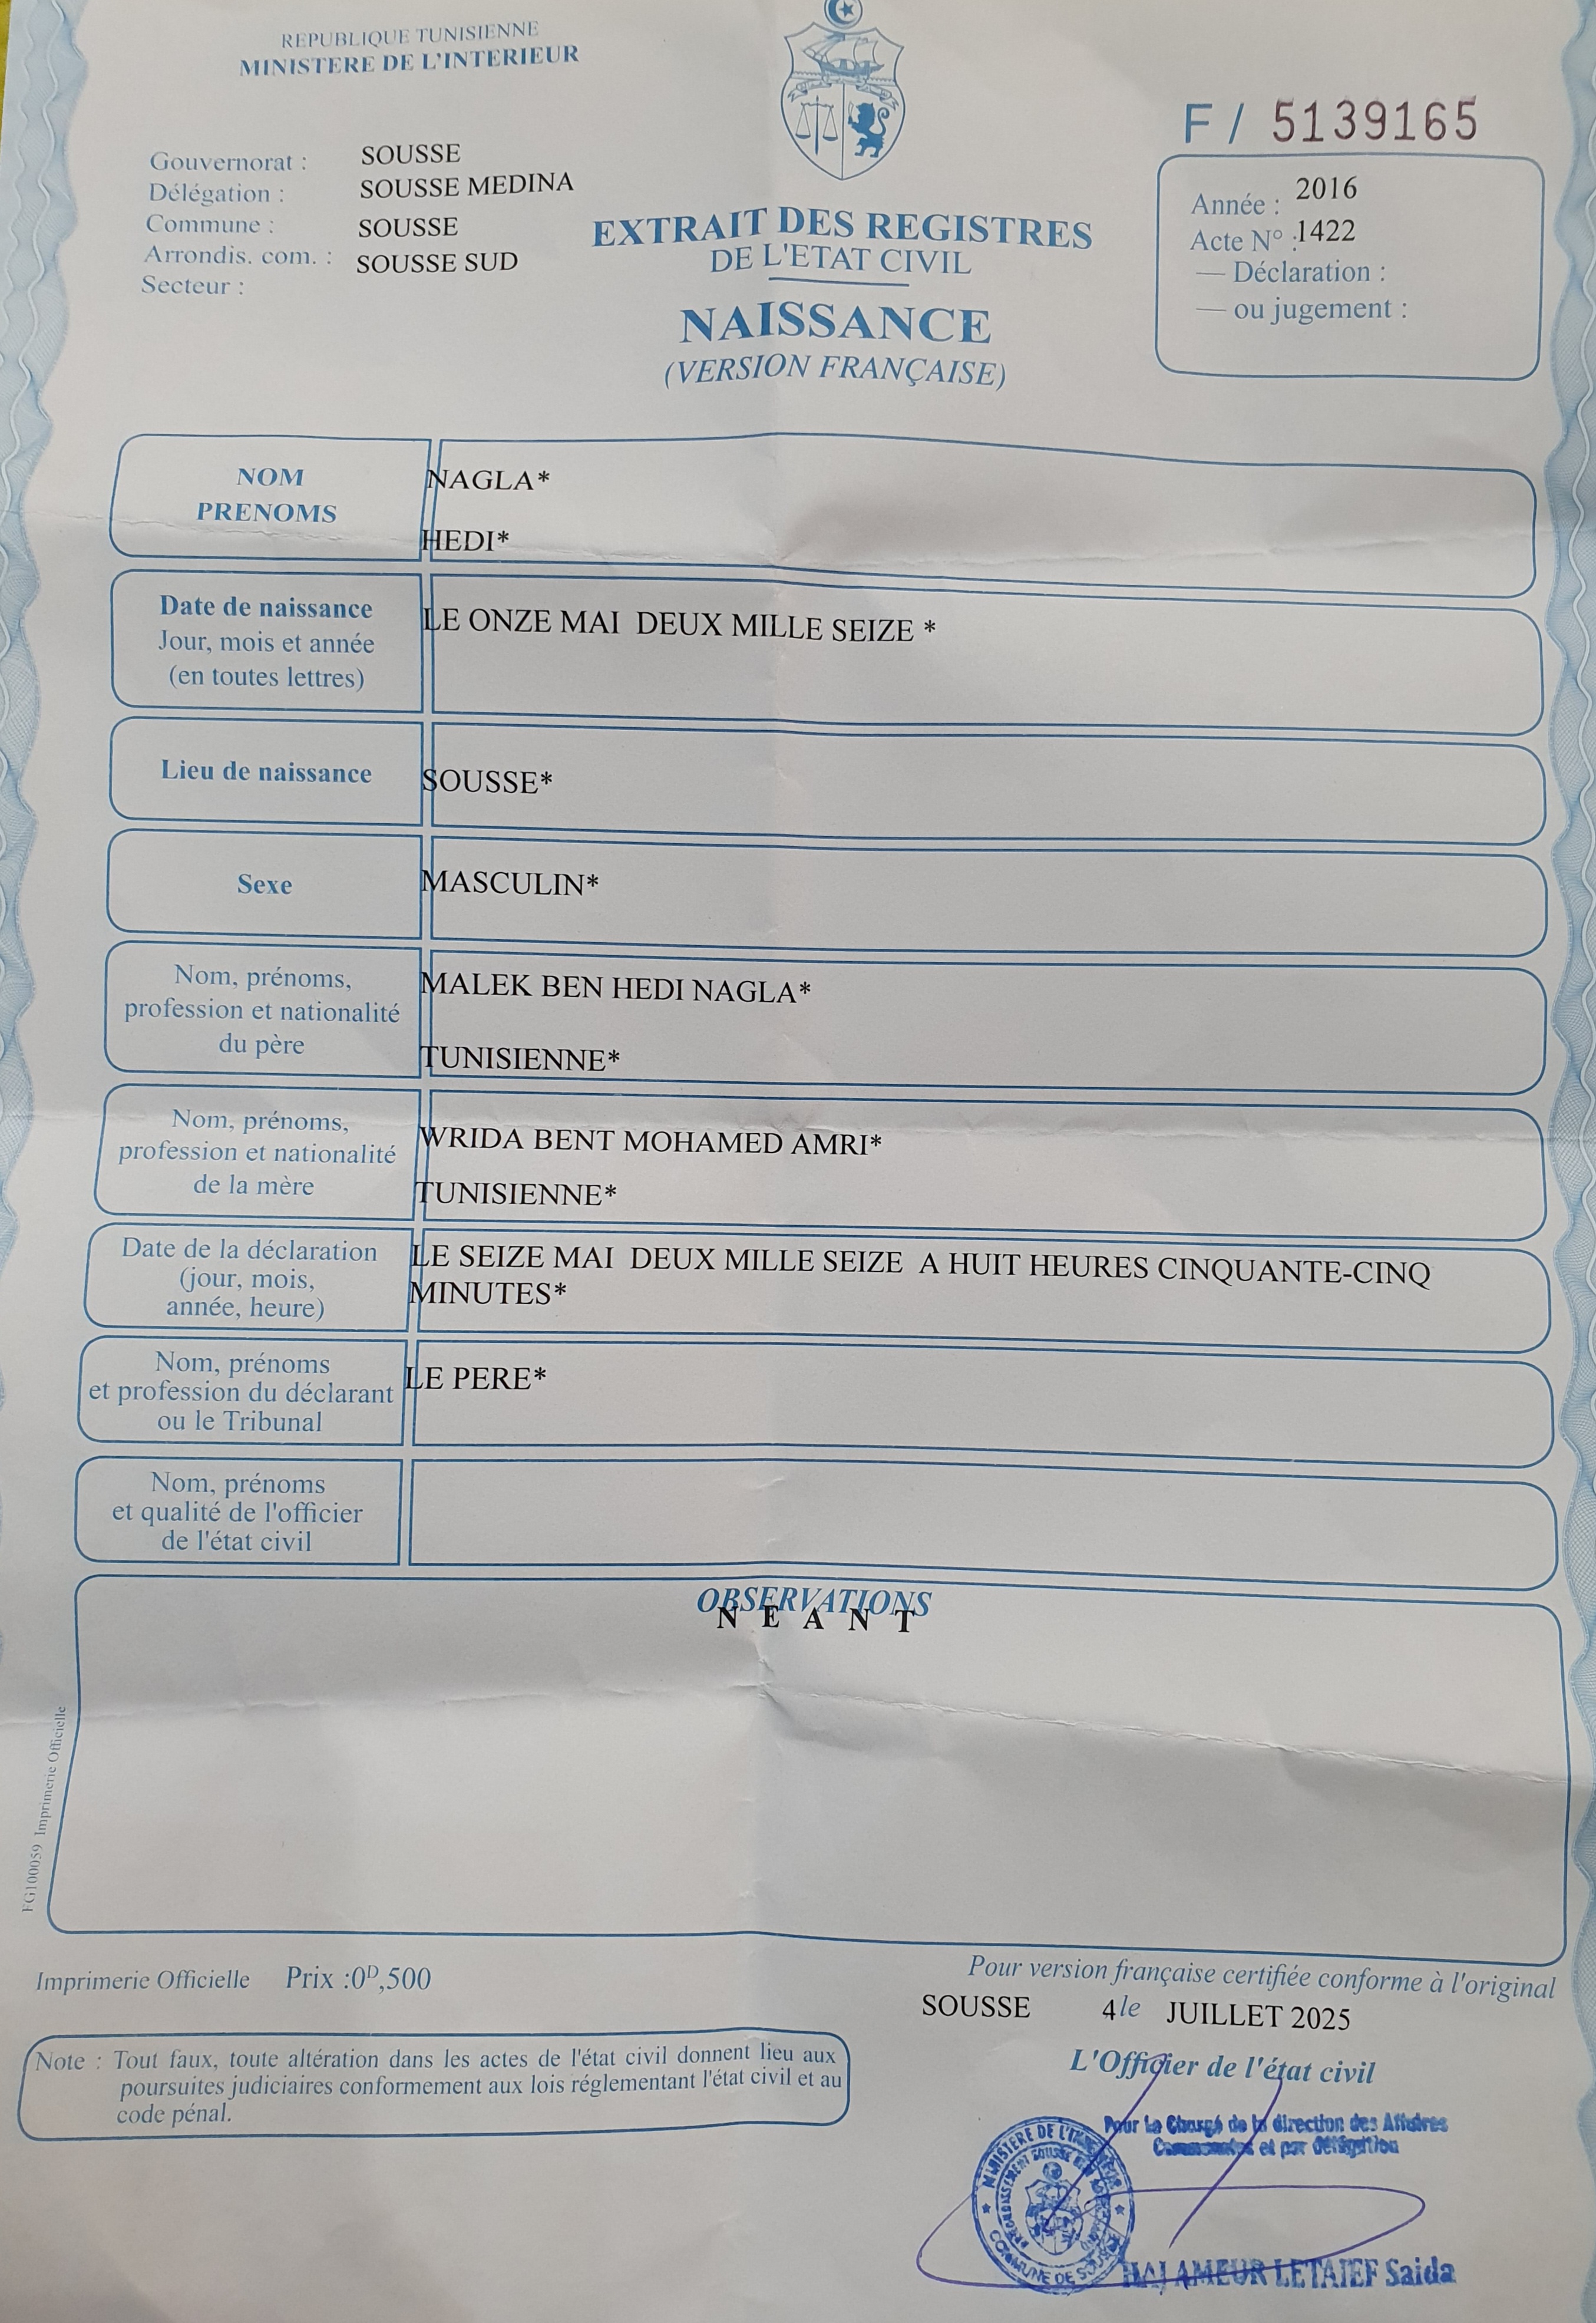 REPUBLIQUE TUNISIENNE
MINISTERE DE L'INTERIEUR
F / 5139165
Gouvernorat : SOUSSE
Délégation : SOUSSE MEDINA
Commune : SOUSSE
Arrondis. com. : SOUSSE SUD
Secteur :
EXTRAIT DES REGISTRES
DE L'ETAT CIVIL
NAISSANCE
(VERSION FRANÇAISE)
Année : 2016
Acte N° : 1422
— Déclaration :
— ou jugement :
NOM
PRENOMS
NAGLA*
HEDI*
Date de naissance
Jour, mois et année
(en toutes lettres)
LE ONZE MAI DEUX MILLE SEIZE *
Lieu de naissance
SOUSSE*
Sexe
MASCULIN*
Nom, prénoms,
profession et nationalité
du père
MALEK BEN HEDI NAGLA*
TUNISIENNE*
Nom, prénoms,
profession et nationalité
de la mère
WRIDA BENT MOHAMED AMRI*
TUNISIENNE*
Date de la déclaration
(jour, mois,
année, heure)
LE SEIZE MAI DEUX MILLE SEIZE A HUIT HEURES CINQUANTE-CINQ
MINUTES*
Nom, prénoms
et profession du déclarant
ou le Tribunal
LE PERE*
Nom, prénoms
et qualité de l'officier
de l'état civil
OBSERVATIONS
N E A N T
FG100059 Imprimerie Officielle
Imprimerie Officielle Prix :0D,500
Pour version française certifiée conforme à l'original
SOUSSE 4 le JUILLET 2025
L'Officier de l'état civil
Note : Tout faux, toute altération dans les actes de l'état civil donnent lieu aux
poursuites judiciaires conformement aux lois réglementant l'état civil et au
code pénal.
Pour Le Chargé de la direction des Affaires
et par Délégation
MINISTERE DE L'INTERIEUR
COMMUNE DE SOUSSE
HAJ AMEUR LETAIEF Saida